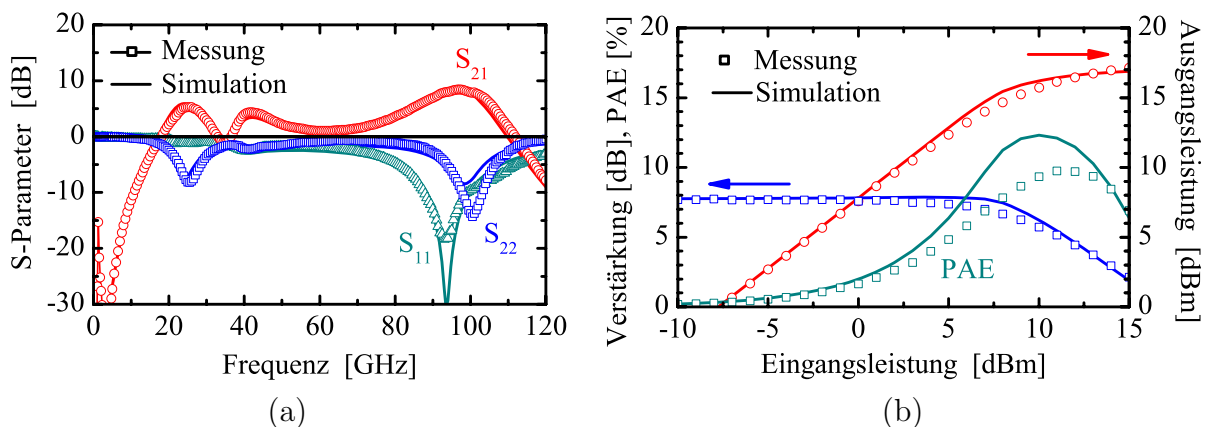 S-Parameter [dB]
20
10
0
-10
-20
-30
Messung
Simulation
S21
S11
S22
0
20
40
60
80
100
120
Frequenz [GHz]
(a)
Verstärkung [dB], PAE [%]
20
15
10
5
0
Messung
Simulation
PAE
-10
-5
0
5
10
15
Eingangsleistung [dBm]
20
15
10
5
0
Ausgangsleistung [dBm]
(b)